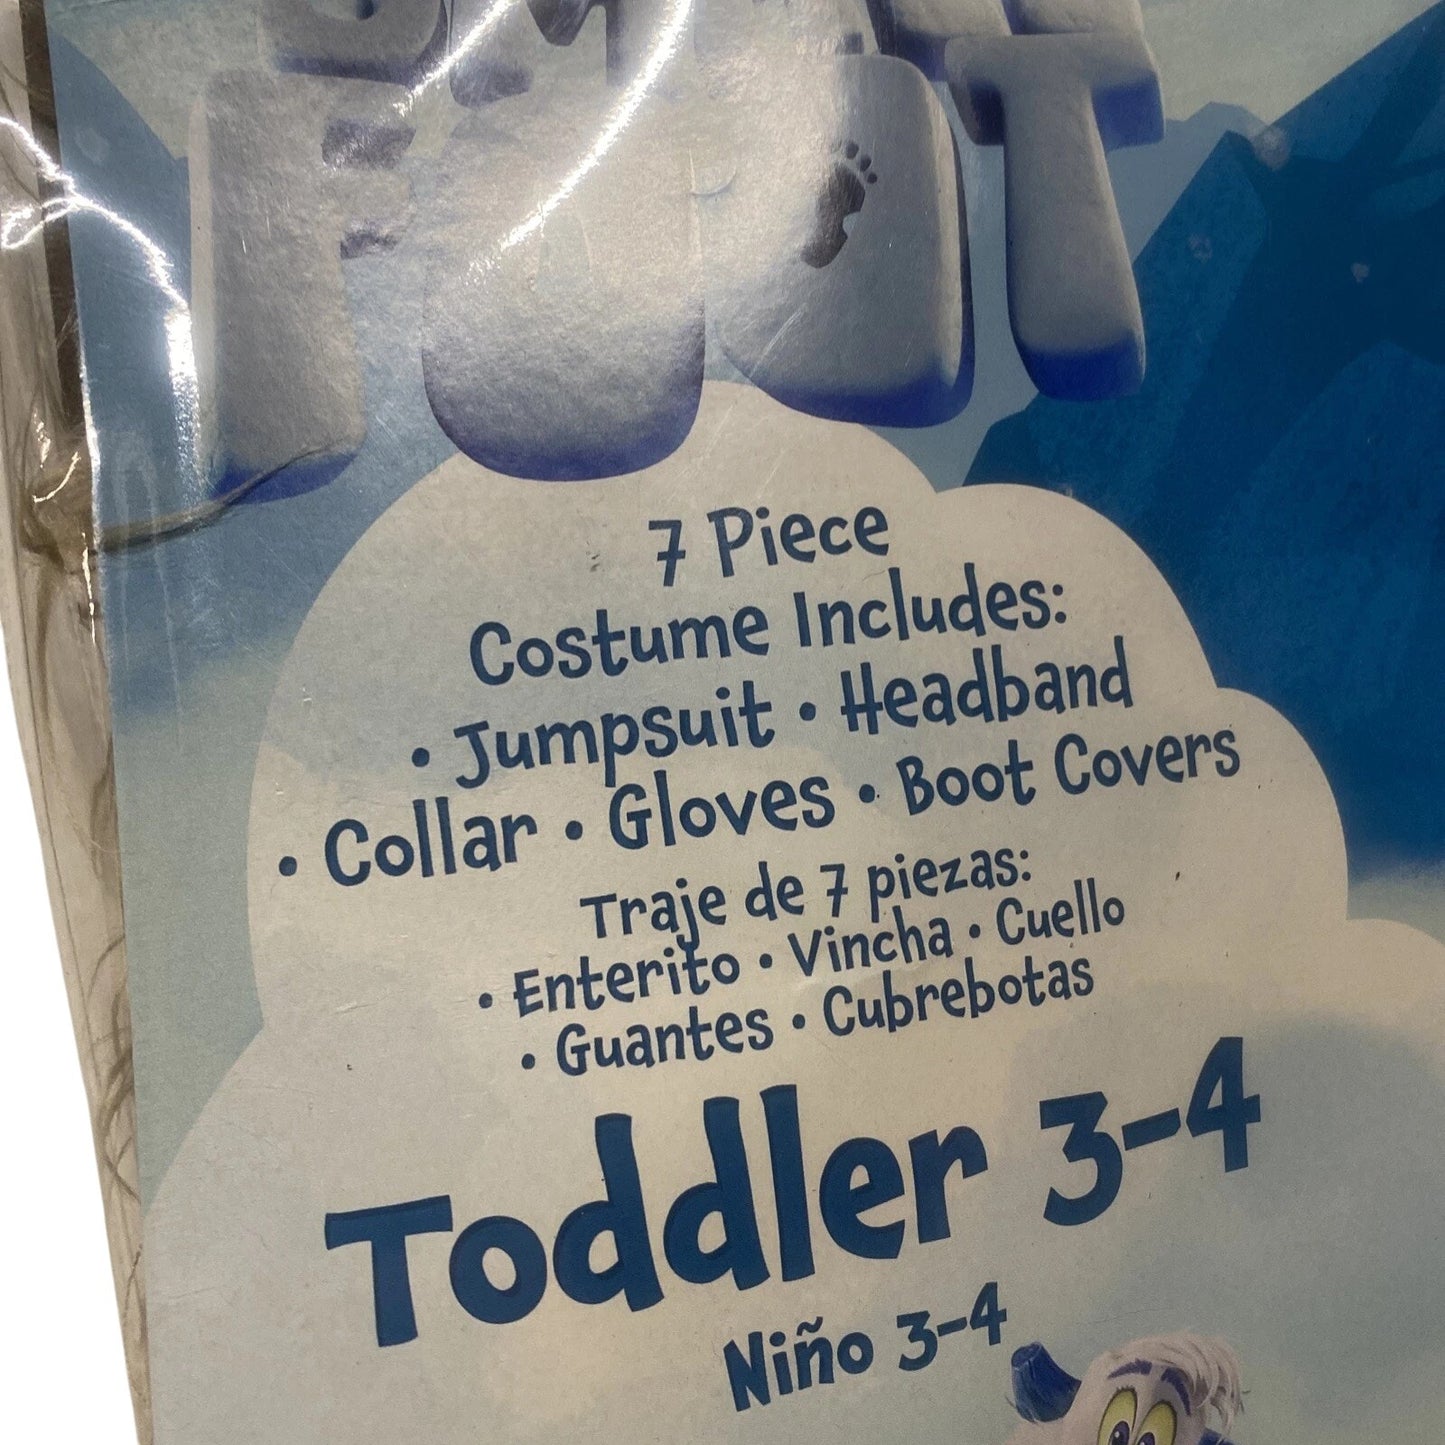 FOOT
7 Piece
Costume Includes:
• Jumpsuit • Headband
• Collar • Gloves • Boot Covers
Traje de 7 piezas:
• Enterito • Vincha • Cuello
• Guantes • Cubrebotas
Toddler 3-4
Niño 3-4